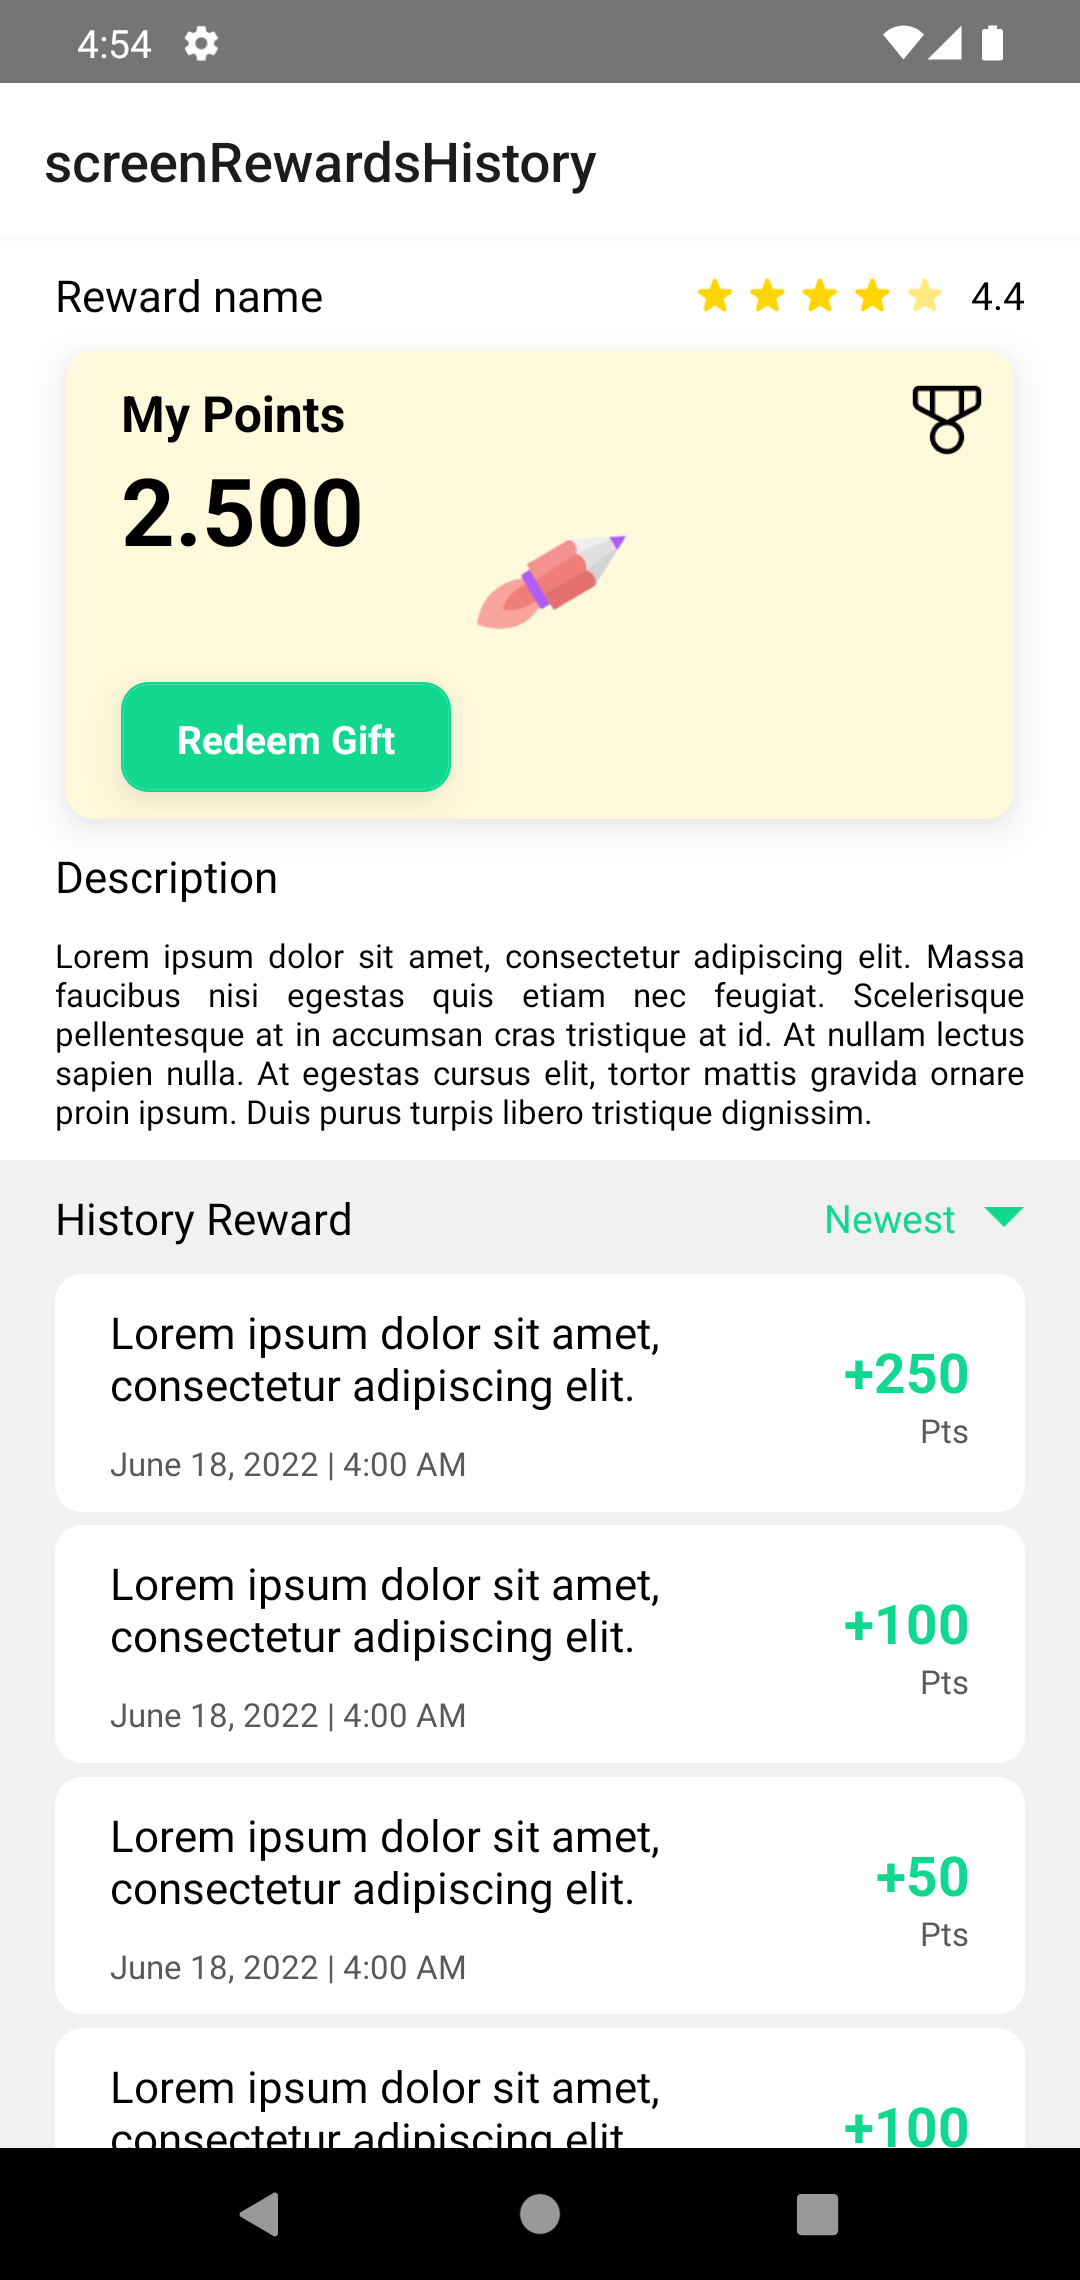 4:54
screenRewardsHistory
Reward name
4.4
My Points
2.500
Redeem Gift
Description
Lorem ipsum dolor sit amet, consectetur adipiscing elit. Massa
faucibus nisi egestas quis etiam nec feugiat. Scelerisque
pellentesque at in accumsan cras tristique at id. At nullam lectus
sapien nulla. At egestas cursus elit, tortor mattis gravida ornare
proin ipsum. Duis purus turpis libero tristique dignissim.
History Reward
Newest
Lorem ipsum dolor sit amet,
consectetur adipiscing elit.
+250
Pts
June 18, 2022 | 4:00 AM
Lorem ipsum dolor sit amet,
consectetur adipiscing elit.
+100
Pts
June 18, 2022 | 4:00 AM
Lorem ipsum dolor sit amet,
consectetur adipiscing elit.
+50
Pts
June 18, 2022 | 4:00 AM
Lorem ipsum dolor sit amet,
consectetur adipiscing elit
+100